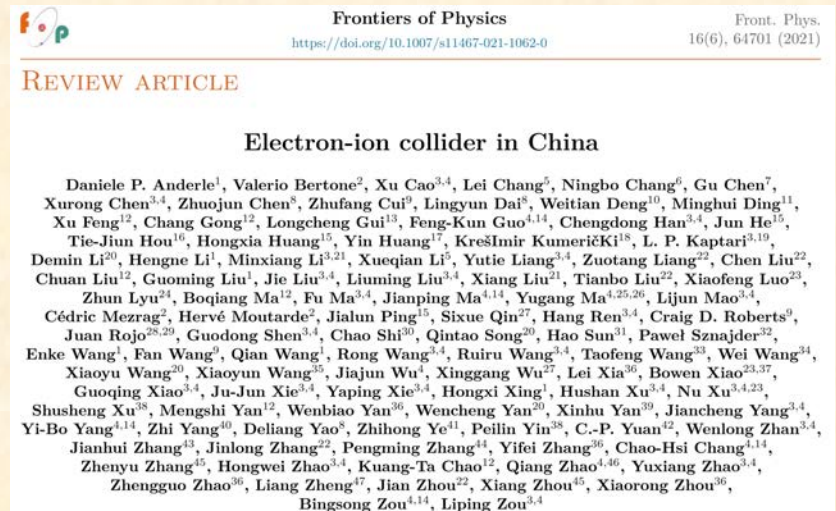 FOP
Frontiers of Physics
https://doi.org/10.1007/s11467-021-1062-0
Front. Phys.
16(6), 64701 (2021)
REVIEW ARTICLE
Electron-ion collider in China
Daniele P. Anderle¹, Valerio Bertone², Xu Cao³,⁴, Lei Chang⁵, Ningbo Chang⁶, Gu Chen⁷,
Xurong Chen³,⁴, Zhuojun Chen⁸, Zhufang Cui⁹, Lingyun Dai⁸, Weitian Deng¹⁰, Minghui Ding¹¹,
Xu Feng¹², Chang Gong¹², Longcheng Gui¹³, Feng-Kun Guo⁴,¹⁴, Chengdong Han³,⁴, Jun He¹⁵,
Tie-Jiun Hou¹⁶, Hongxia Huang¹⁵, Yin Huang¹⁷, KrešImir KumeričKi¹⁸, L. P. Kaptari³,¹⁹,
Demin Li²⁰, Hengne Li¹, Minxiang Li³,²¹, Xueqian Li⁵, Yutie Liang³,⁴, Zuotang Liang²², Chen Liu²²,
Chuan Liu¹², Guoming Liu¹, Jie Liu³,⁴, Liuming Liu³,⁴, Xiang Liu²¹, Tianbo Liu²², Xiaofeng Luo²³,
Zhun Lyu²⁴, Boqiang Ma¹², Fu Ma³,⁴, Jianping Ma⁴,¹⁴, Yugang Ma⁴,²⁵,²⁶, Lijun Mao³,⁴,
Cédric Mezrag², Hervé Moutarde², Jialun Ping¹⁵, Sixue Qin²⁷, Hang Ren³,⁴, Craig D. Roberts⁹,
Juan Rojo²⁸,²⁹, Guodong Shen³,⁴, Chao Shi³⁰, Qintao Song²⁰, Hao Sun³¹, Paweł Sznajder³²,
Enke Wang¹, Fan Wang⁹, Qian Wang¹, Rong Wang³,⁴, Ruiru Wang³,⁴, Taofeng Wang³³, Wei Wang³⁴,
Xiaoyu Wang²⁰, Xiaoyun Wang³⁵, Jiajun Wu⁴, Xinggang Wu²⁷, Lei Xia³⁶, Bowen Xiao²³,³⁷,
Guoqing Xiao³,⁴, Ju-Jun Xie³,⁴, Yaping Xie³,⁴, Hongxi Xing¹, Hushan Xu³,⁴, Nu Xu³,⁴,²³,
Shusheng Xu³⁸, Mengshi Yan¹², Wenbiao Yan³⁶, Wencheng Yan²⁰, Xinhu Yan³⁹, Jiancheng Yang³,⁴,
Yi-Bo Yang⁴,¹⁴, Zhi Yang⁴⁰, Deliang Yao⁸, Zhihong Ye⁴¹, Peilin Yin³⁸, C.-P. Yuan⁴², Wenlong Zhan³,⁴,
Jianhui Zhang⁴³, Jinlong Zhang²², Pengming Zhang⁴⁴, Yifei Zhang³⁶, Chao-Hsi Chang⁴,¹⁴,
Zhenyu Zhang⁴⁵, Hongwei Zhao³,⁴, Kuang-Ta Chao¹², Qiang Zhao⁴,⁴⁶, Yuxiang Zhao³,⁴,
Zhengguo Zhao³⁶, Liang Zheng⁴⁷, Jian Zhou²², Xiang Zhou⁴⁵, Xiaorong Zhou³⁶,
Bingsong Zou⁴,¹⁴, Liping Zou³,⁴